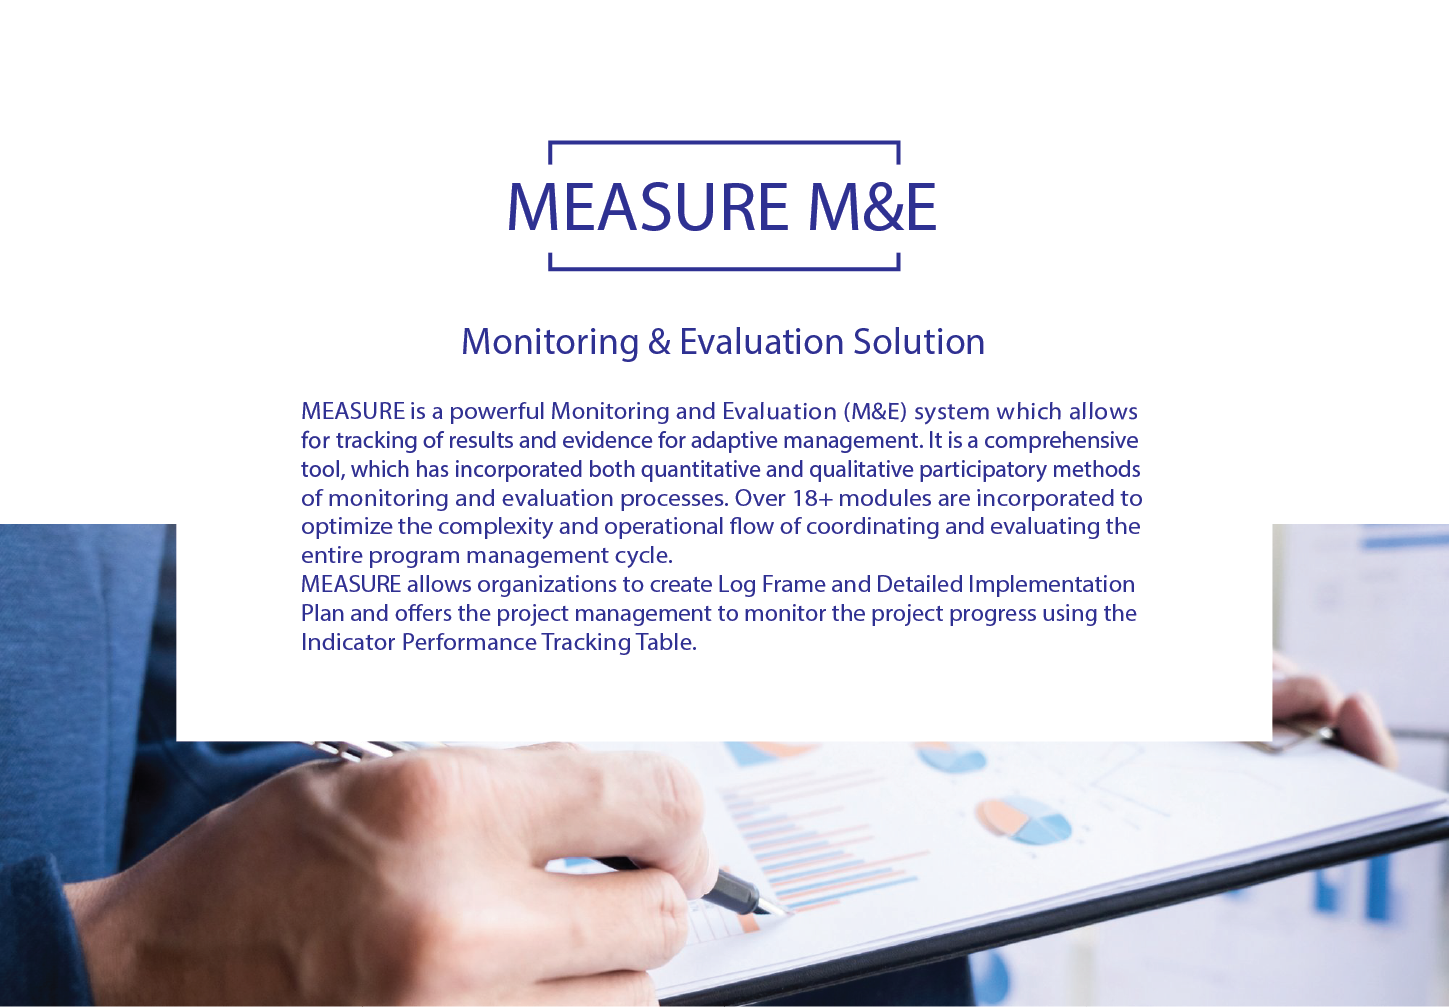 MEASURE M&E
Monitoring & Evaluation Solution
MEASURE is a powerful Monitoring and Evaluation (M&E) system which allows
for tracking of results and evidence for adaptive management. It is a comprehensive
tool, which has incorporated both quantitative and qualitative participatory methods
of monitoring and evaluation processes. Over 18+ modules are incorporated to
optimize the complexity and operational flow of coordinating and evaluating the
entire program management cycle.
MEASURE allows organizations to create Log Frame and Detailed Implementation
Plan and offers the project management to monitor the project progress using the
Indicator Performance Tracking Table.